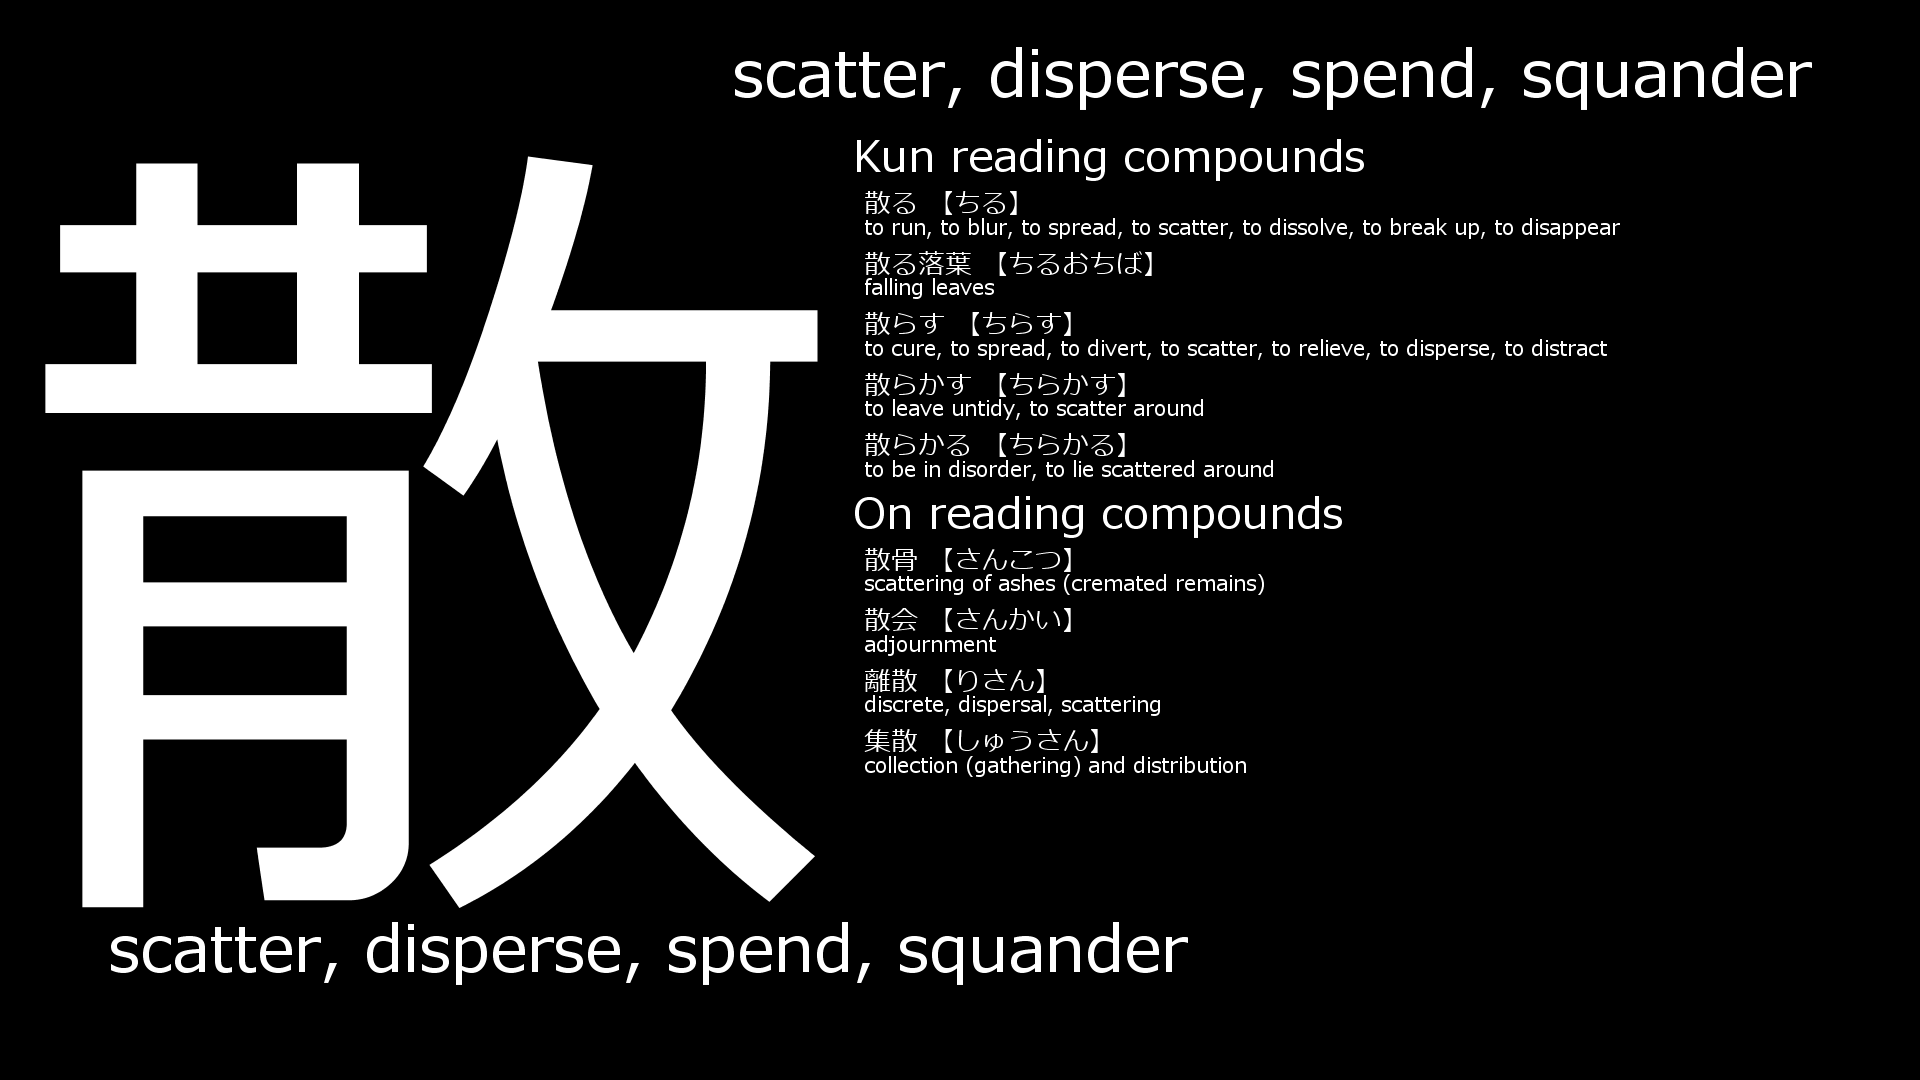 scatter, disperse, spend, squander
散
Kun reading compounds
散る 【ちる】
to run, to blur, to spread, to scatter, to dissolve, to break up, to disappear
散る落葉 【ちるおちば】
falling leaves
散らす 【ちらす】
to cure, to spread, to divert, to scatter, to relieve, to disperse, to distract
散らかす 【ちらかす】
to leave untidy, to scatter around
散らかる 【ちらかる】
to be in disorder, to lie scattered around
On reading compounds
散骨 【さんこつ】
scattering of ashes (cremated remains)
散会 【さんかい】
adjournment
離散 【りさん】
discrete, dispersal, scattering
集散 【しゅうさん】
collection (gathering) and distribution
scatter, disperse, spend, squander